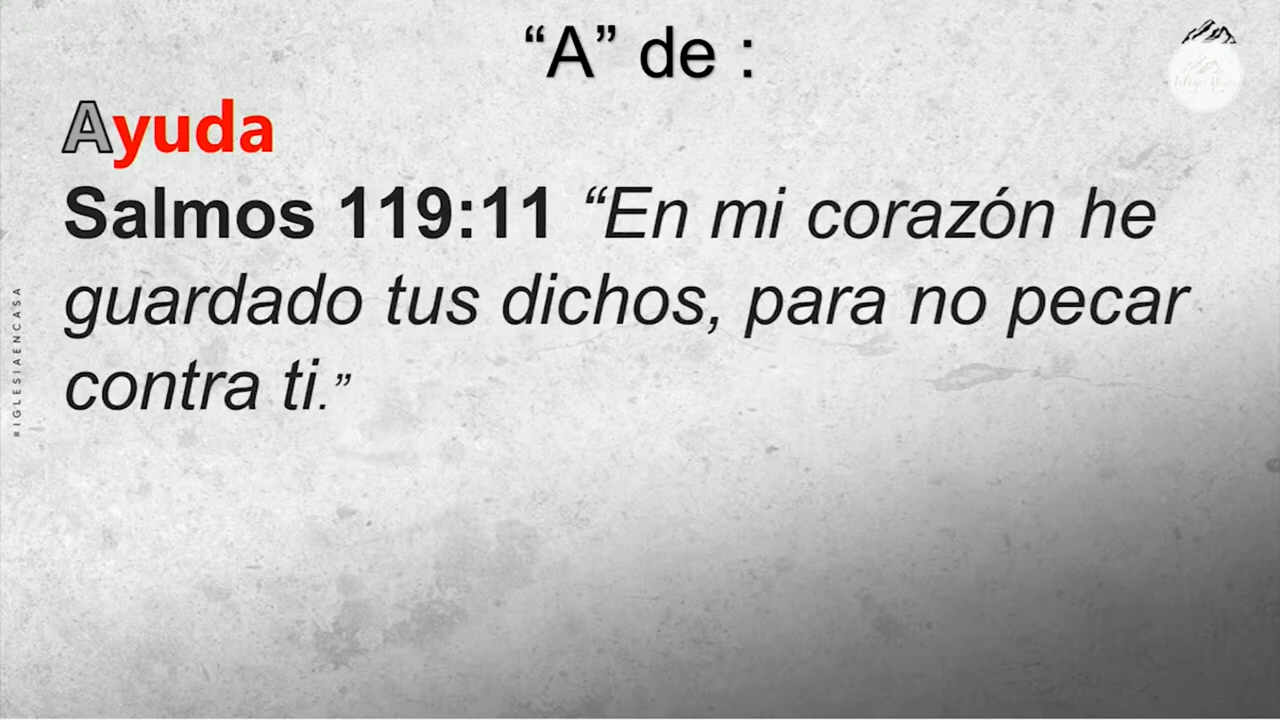 “A” de :
Ayuda
Salmos 119:11 “En mi corazón he
guardado tus dichos, para no pecar
contra ti.”
#IGLESIAENCASA